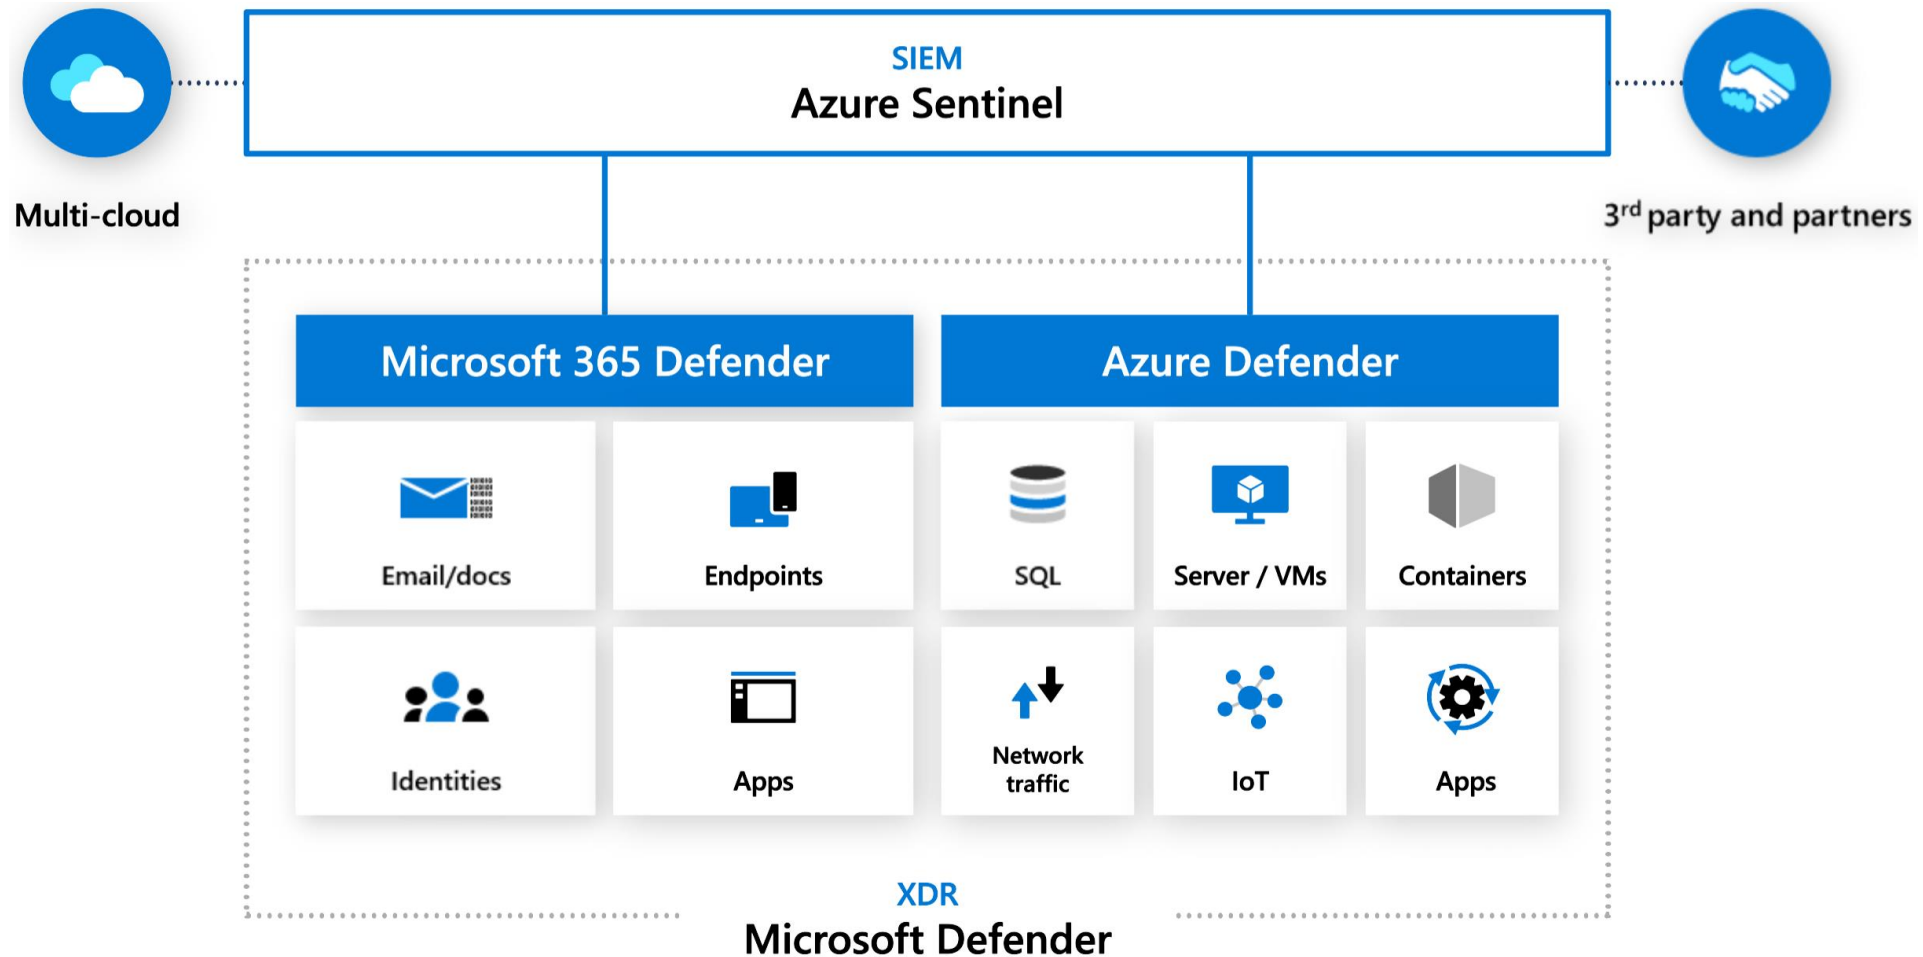 SIEM
Azure Sentinel
Multi-cloud
3rd party and partners
Microsoft 365 Defender
Azure Defender
Email/docs
Endpoints
SQL
Server / VMs
Containers
Identities
Apps
Network
traffic
IoT
Apps
XDR
Microsoft Defender